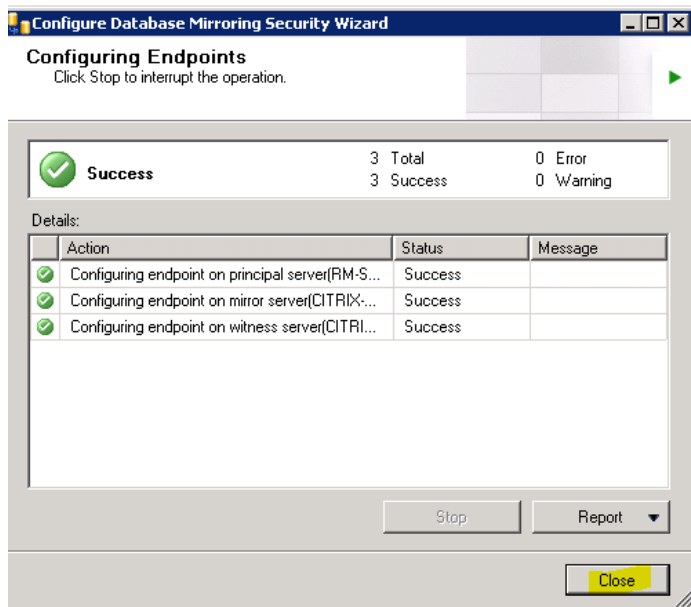 Configure Database Mirroring Security Wizard
Configuring Endpoints
Click Stop to interrupt the operation.
Success
3 Total
0 Error
3 Success
0 Warning
Details:
Action Status Message
Configuring endpoint on principal server(RM-S... Success
Configuring endpoint on mirror server(CITRIX-... Success
Configuring endpoint on witness server(CITRI... Success
Stop
Report
Close